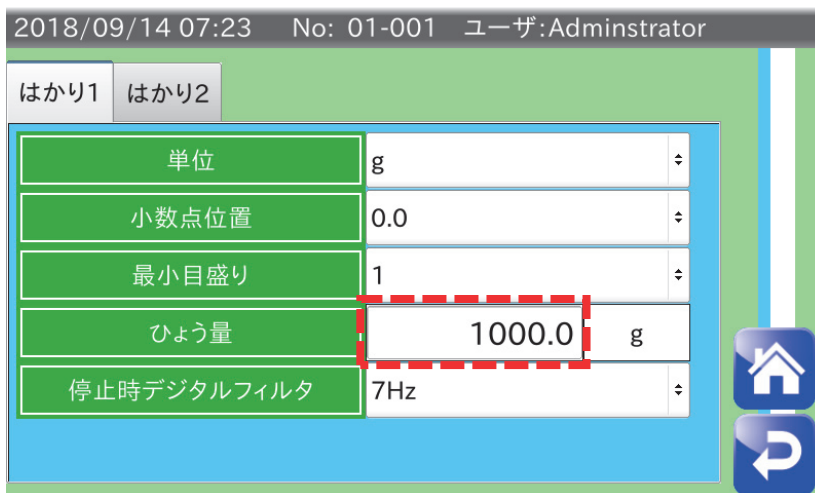 2018/09/14 07:23 No: 01-001 ユーザ:Adminstrator
はかり1 はかり2
単位 g
小数点位置 0.0
最小目盛り 1
ひょう量 1000.0 g
停止時デジタルフィルタ 7Hz